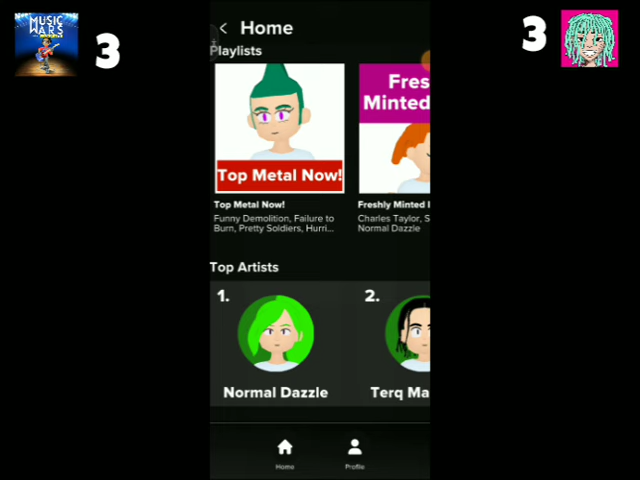 MUSIC
WARS
3
3
Home
Playlists
Top Metal Now!
Fres
Minted
Top Metal Now!
Funny Demolition, Failure to
Burn, Pretty Soldiers, Hurri...
Freshly Minted
Charles Taylor, S
Normal Dazzle
Top Artists
1.
2.
Normal Dazzle
Terq Ma
Home
Profile